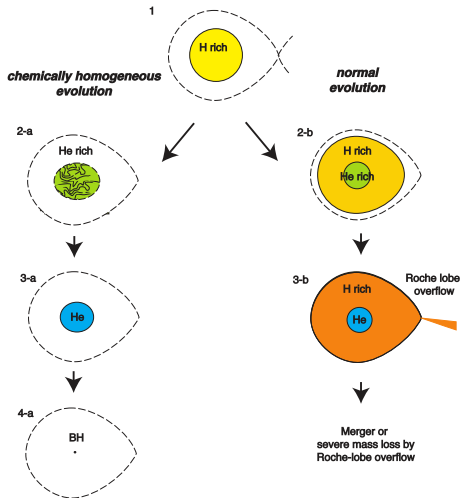 1
H rich
chemically homogeneous
evolution
normal
evolution
2-a
He rich
2-b
H rich
He rich
3-a
He
3-b
H rich
He
Roche lobe
overflow
4-a
BH
Merger or
severe mass loss by
Roche-lobe overflow